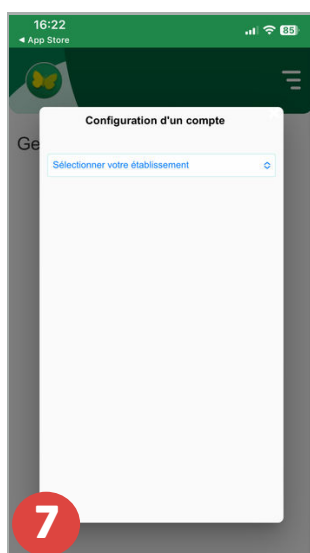 16:22
85
◄ App Store
Configuration d'un compte
Ge
Sélectionner votre établissement
7